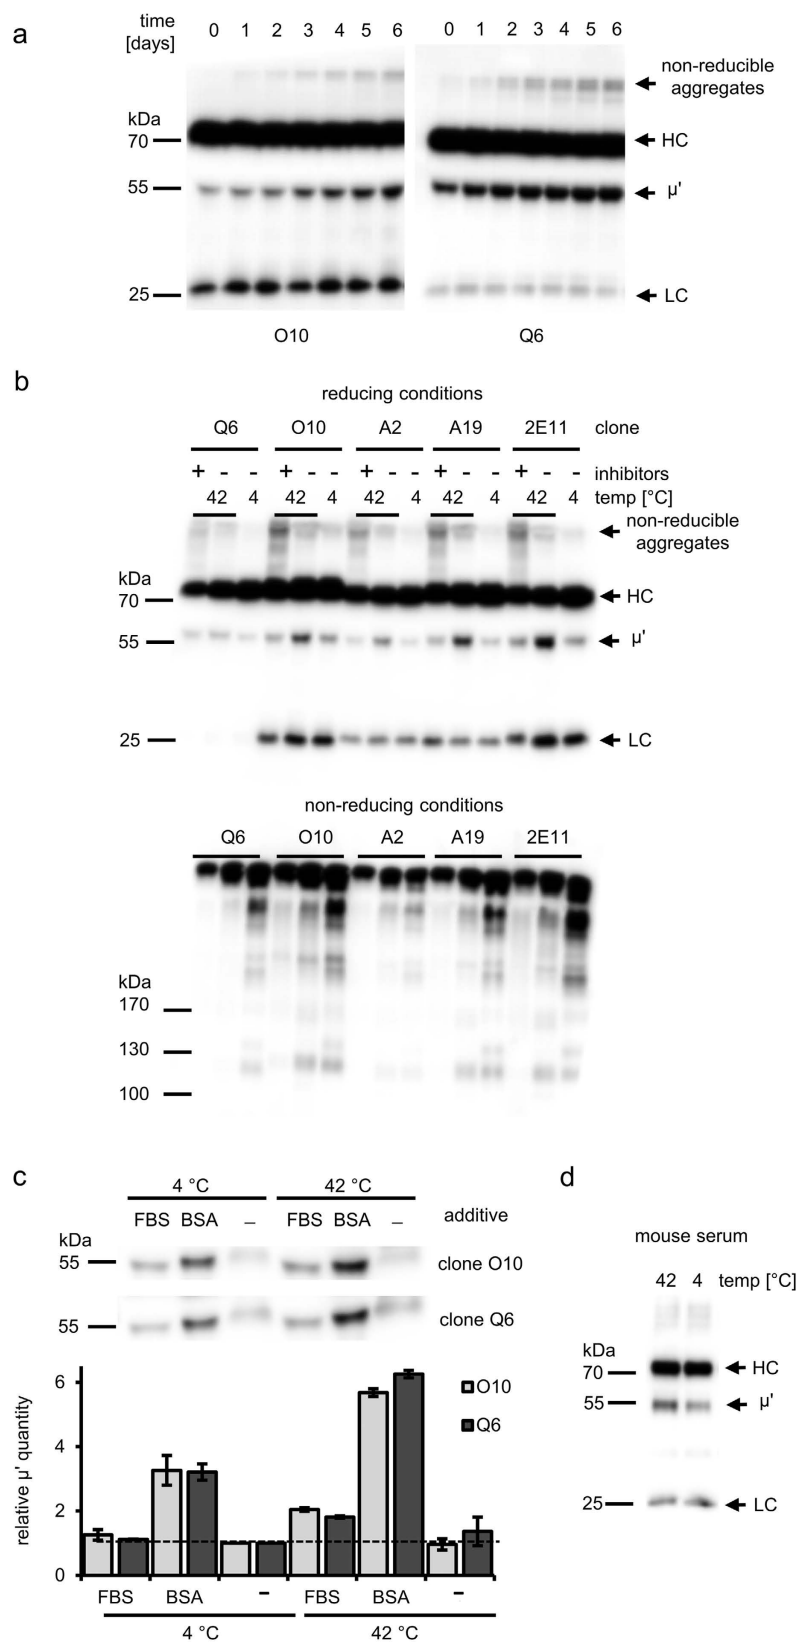 a
time 0 1 2 3 4 5 6 0 1 2 3 4 5 6
[days]
non-reducible
aggregates
kDa
70
HC
55
µ'
25
LC
O10 Q6
b
reducing conditions
Q6 O10 A2 A19 2E11 clone
+ - - + - - + - - + - - + - - inhibitors
42 4 42 4 42 4 42 4 42 4 temp [°C]
non-reducible
aggregates
kDa
70
HC
55
µ'
25
LC
non-reducing conditions
Q6 O10 A2 A19 2E11
kDa
170
130
100
c
4 °C 42 °C
FBS BSA – FBS BSA – additive
kDa
55 clone O10
55 clone Q6
relative µ' quantity
6
4
2
0
O10
Q6
FBS BSA – FBS BSA –
4 °C 42 °C
d
mouse serum
42 4 temp [°C]
kDa
70 HC
55 µ'
25 LC